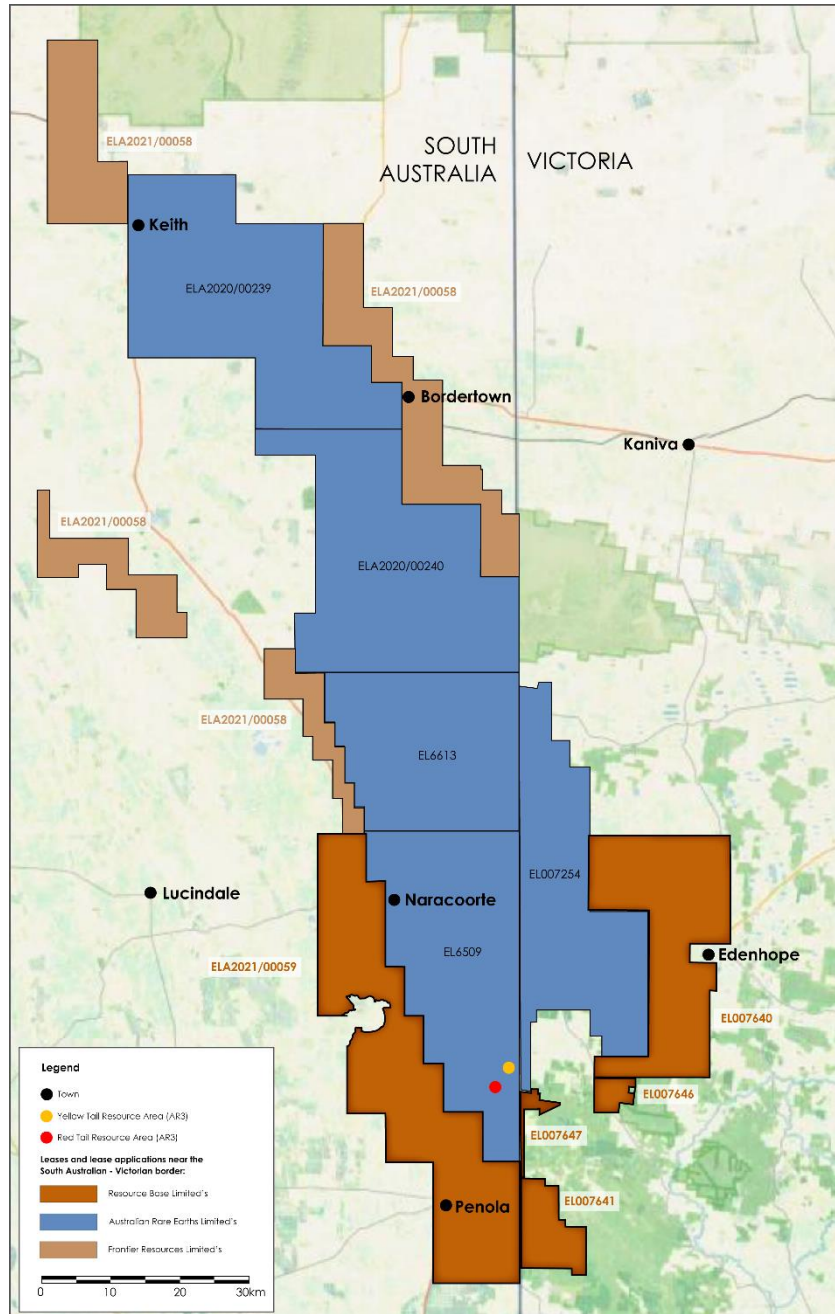 ELA2021/00058
SOUTH
AUSTRALIA
VICTORIA
Keith
ELA2020/00239
ELA2021/00058
Bordertown
Kaniva
ELA2021/00058
ELA2020/00240
ELA2021/00058
EL6613
EL007254
Lucindale
Naracoorte
EL6509
Edenhope
ELA2021/00059
EL007640
EL007646
EL007647
EL007641
Penola
Legend
Town
Yellow Tail Resource Area (AR3)
Red Tail Resource Area (AR3)
Leases and lease applications near the
South Australian - Victorian border:
Resource Base Limited's
Australian Rare Earths Limited's
Frontier Resources Limited's
0 10 20 30km